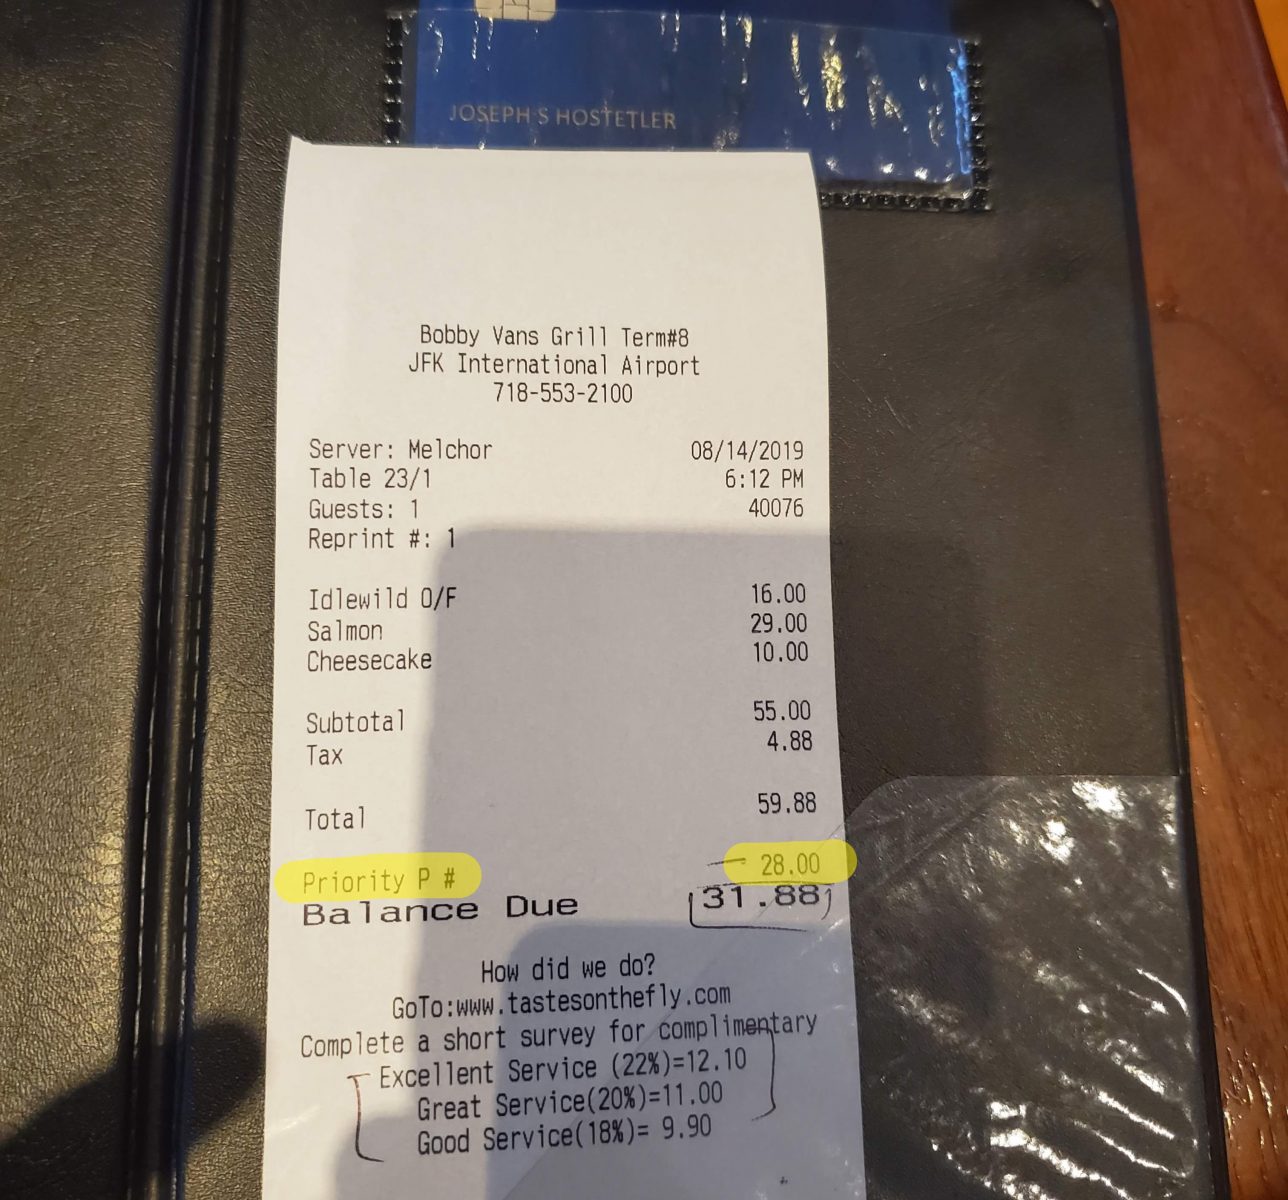 JOSEPH S HOSTETLER
Bobby Vans Grill Term#8
JFK International Airport
718-553-2100
Server: Melchor 08/14/2019
Table 23/1 6:12 PM
Guests: 1 40076
Reprint #: 1
Idlewild O/F 16.00
Salmon 29.00
Cheesecake 10.00
Subtotal 55.00
Tax 4.88
Total 59.88
Priority P # 28.00
Balance Due 31.88
How did we do?
GoTo:www.tastesonthefly.com
Complete a short survey for complimentary
Excellent Service (22%)=12.10
Great Service(20%)=11.00
Good Service(18%)= 9.90